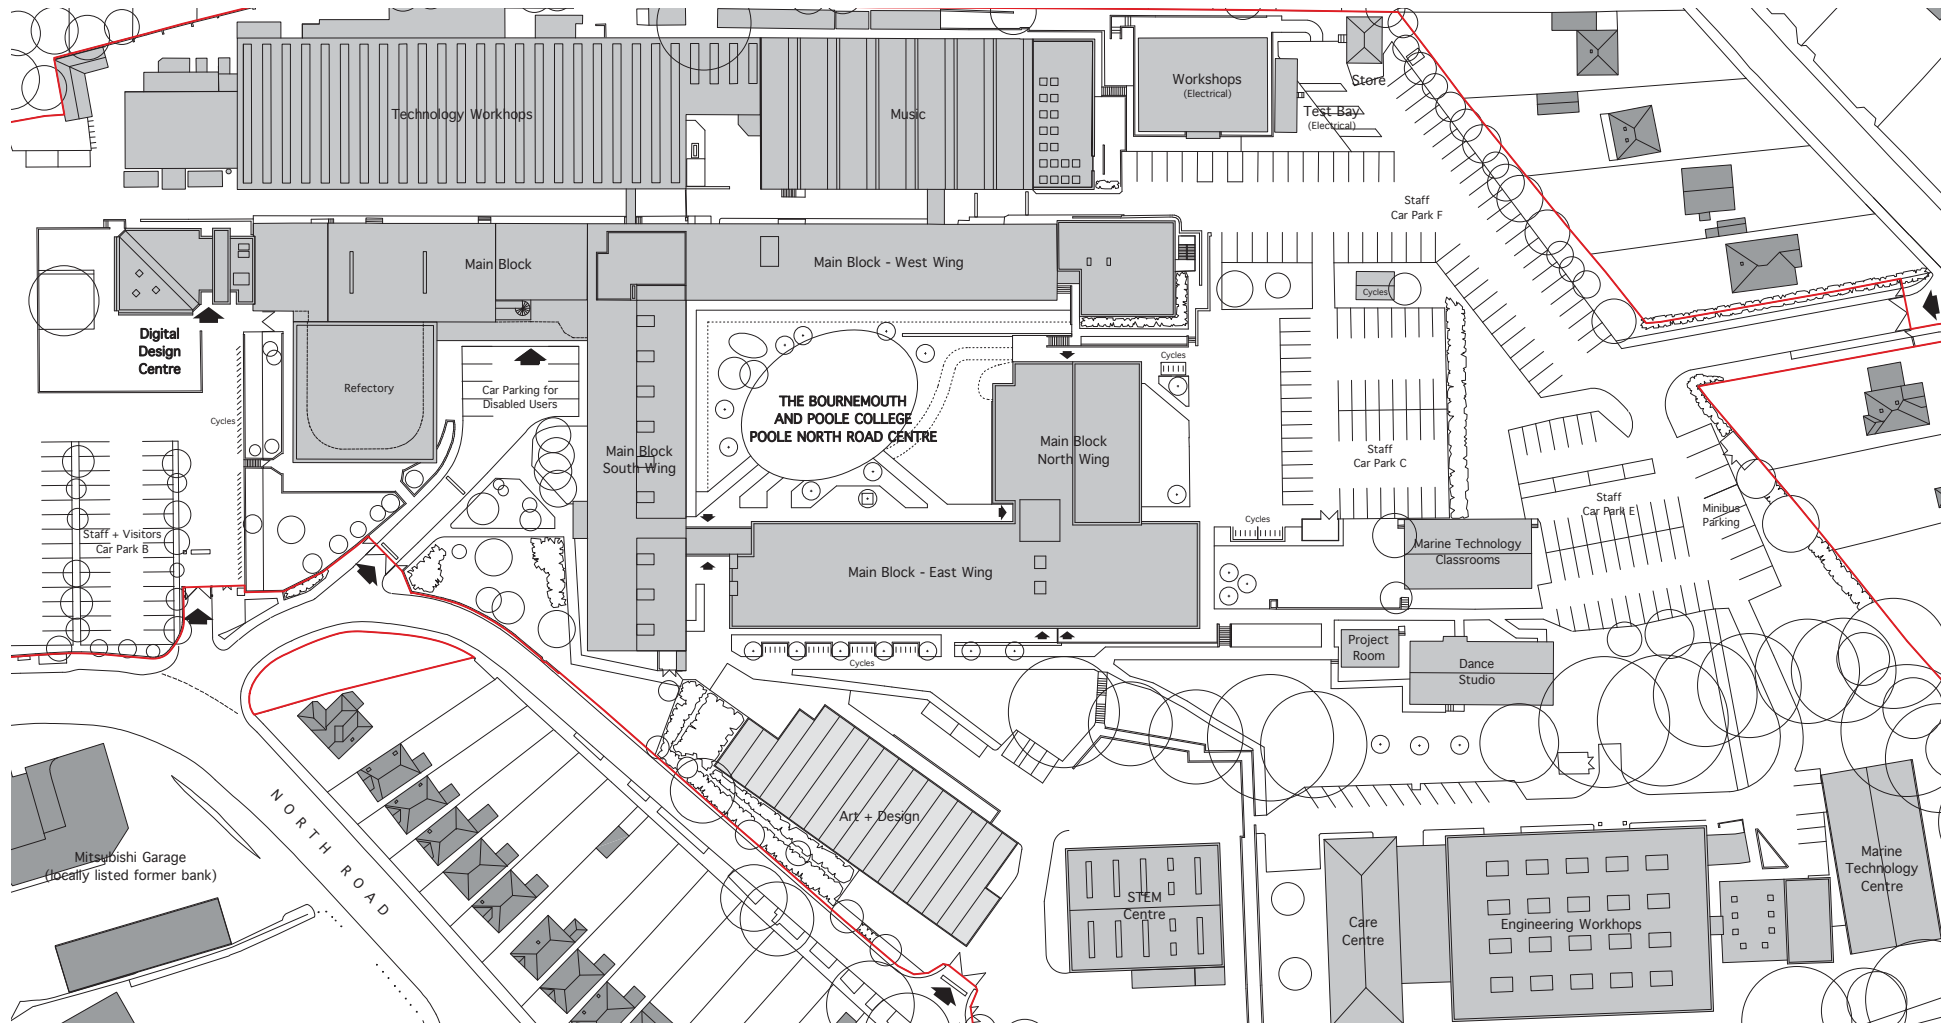 Technology Workhops
Music
Workshops
(Electrical)
Store
Test Bay
(Electrical)
Staff
Car Park F
Main Block
Main Block - West Wing
Cycles
Digital
Design
Centre
Refectory
Car Parking for
Disabled Users
Cycles
Cycles
THE BOURNEMOUTH
AND POOLE COLLEGE
POOLE NORTH ROAD CENTRE
Main Block
South Wing
Main Block
North Wing
Staff
Car Park C
Staff
Car Park E
Minibus
Parking
Staff + Visitors
Car Park B
Cycles
Marine Technology
Classrooms
Main Block - East Wing
Cycles
Project
Room
Dance
Studio
NORTH ROAD
Art + Design
Mitsubishi Garage
(locally listed former bank)
STEM
Centre
Care
Centre
Engineering Workhops
Marine
Technology
Centre